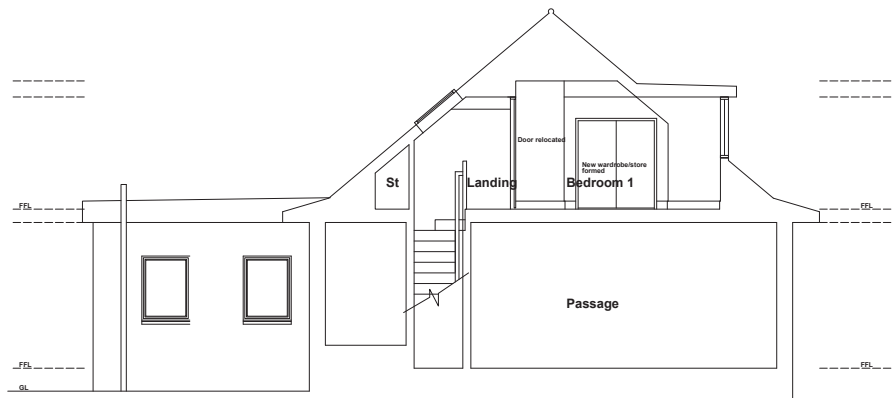 Door relocated
New wardrobe/store
formed
St
Landing
Bedroom 1
FFL
FFL
Passage
FFL
FFL
GL